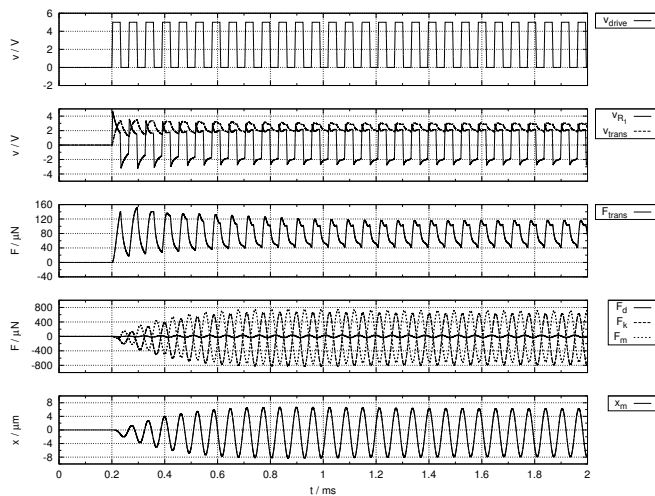 6
4
2
0
-2
v / V
v_drive
4
2
0
-2
-4
v / V
v_R1
v_trans
160
120
80
40
0
-40
F / μN
F_trans
800
400
0
-400
-800
F / μN
F_d
F_k
F_m
8
4
0
-4
-8
x / μm
x_m
0 0.2 0.4 0.6 0.8 1 1.2 1.4 1.6 1.8 2
t / ms